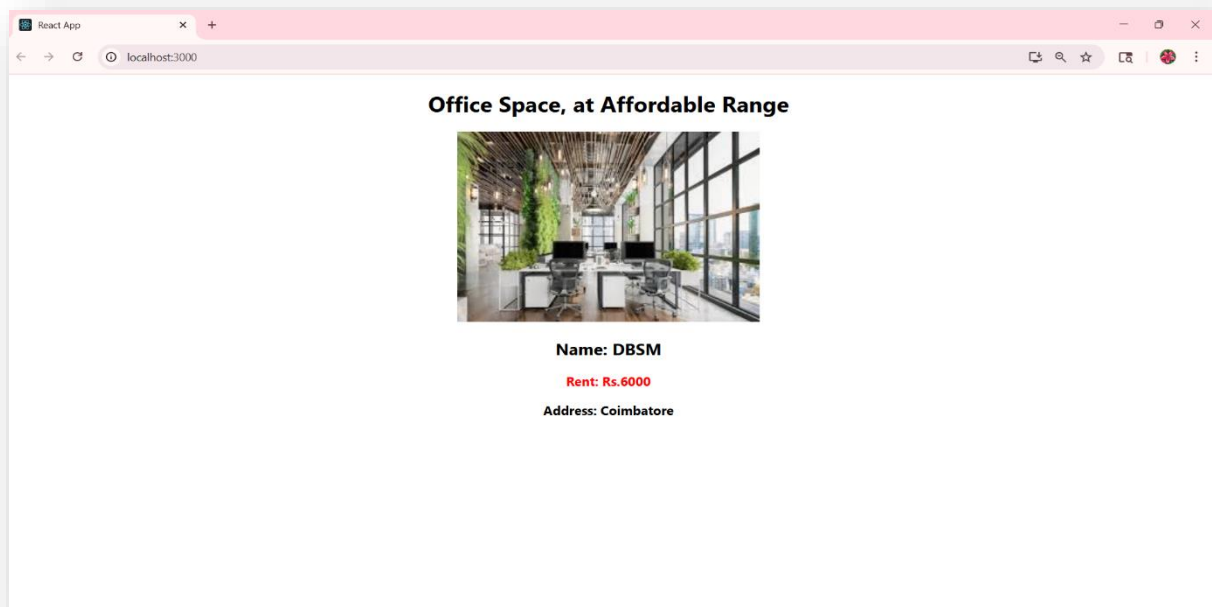 React App
localhost:3000
Office Space, at Affordable Range
Name: DBSM
Rent: Rs.6000
Address: Coimbatore